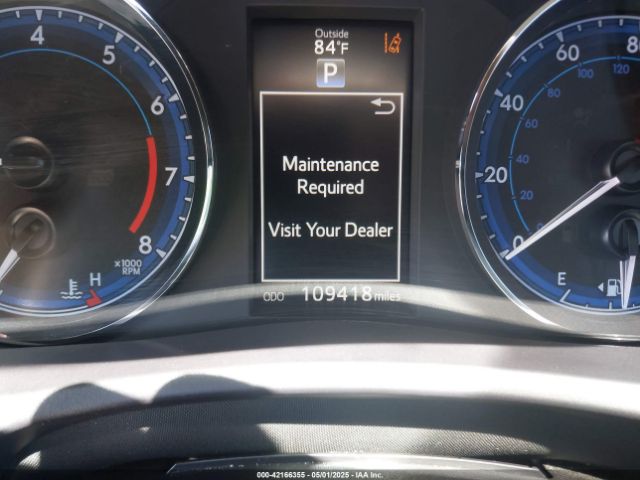 Outside
84°F
P
Maintenance
Required
Visit Your Dealer
ODO 109418 miles
4
5
6
7
8
x1000
RPM
H
0
20
40
60
80
20
40
60
80
100
120
E
000-42166355 - 05/01/2025 - IAA Inc.